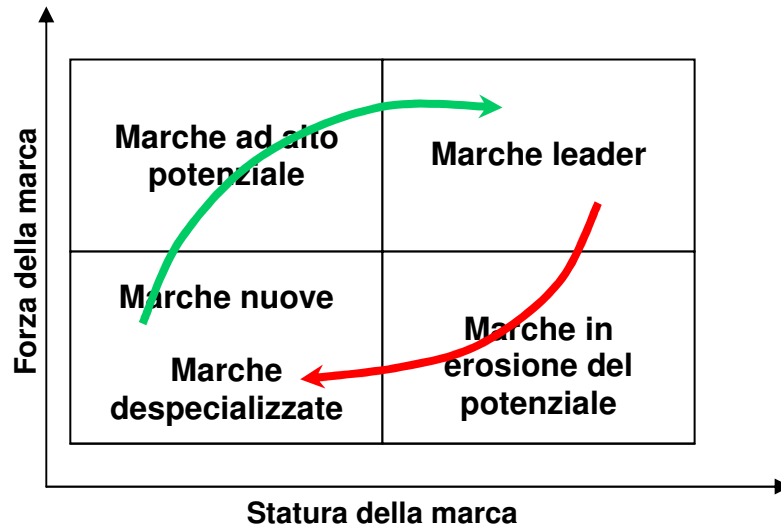 Forza della marca
Marche ad alto
potenziale
Marche leader
Marche nuove
Marche
despecializzate
Marche in
erosione del
potenziale
Statura della marca